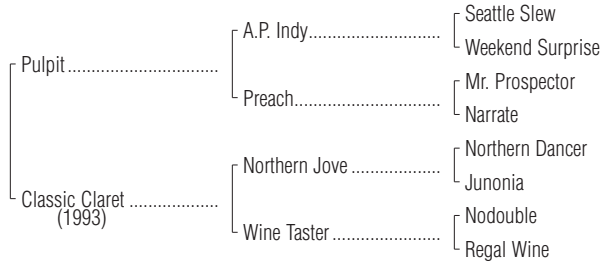 Seattle Slew
A.P. Indy......................................
Weekend Surprise
Pulpit ................................
Mr. Prospector
Preach.........................................
Narrate
Northern Dancer
Northern Jove ......................
Junonia
Classic Claret ...................
(1993)
Nodouble
Wine Taster ..........................
Regal Wine